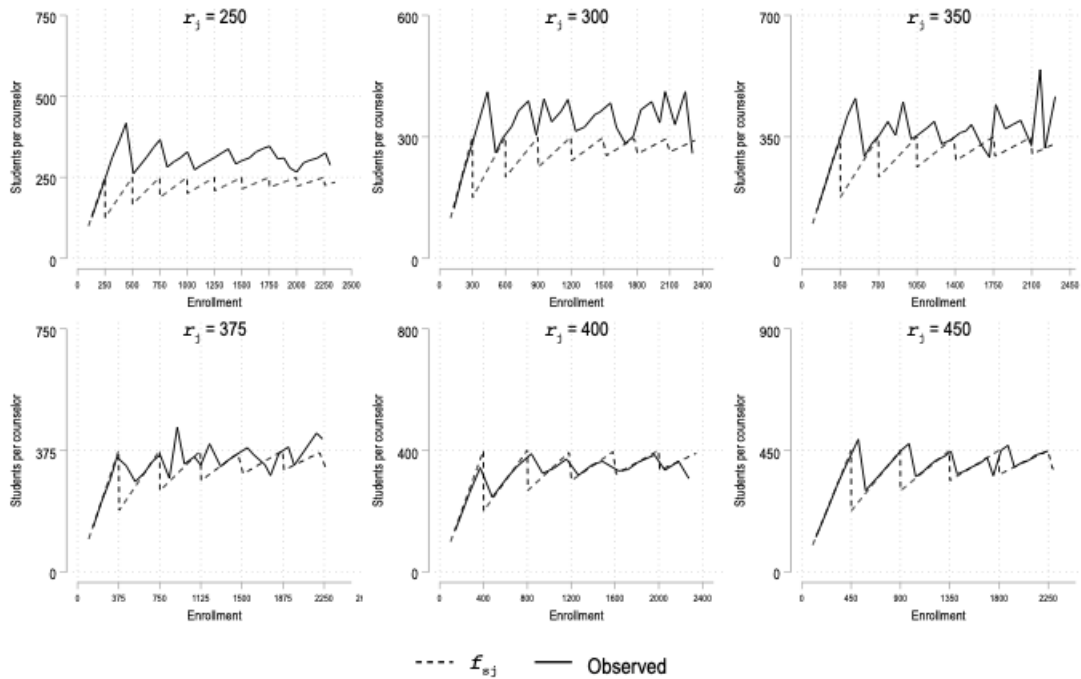 r_j = 250
750
500
250
0
Students per counselor
0 250 500 750 1000 1250 1500 1750 2000 2250 2500
Enrollment
r_j = 300
600
300
0
Students per counselor
0 300 600 900 1200 1500 1800 2100 2400
Enrollment
r_j = 350
700
350
0
Students per counselor
0 350 700 1050 1400 1750 2100 2450
Enrollment
r_j = 375
750
375
0
Students per counselor
0 375 750 1125 1500 1875 2250 2
Enrollment
r_j = 400
800
400
0
Students per counselor
0 400 800 1200 1600 2000 2400
Enrollment
r_j = 450
900
450
0
Students per counselor
0 450 900 1350 1800 2250
Enrollment
f_sj Observed